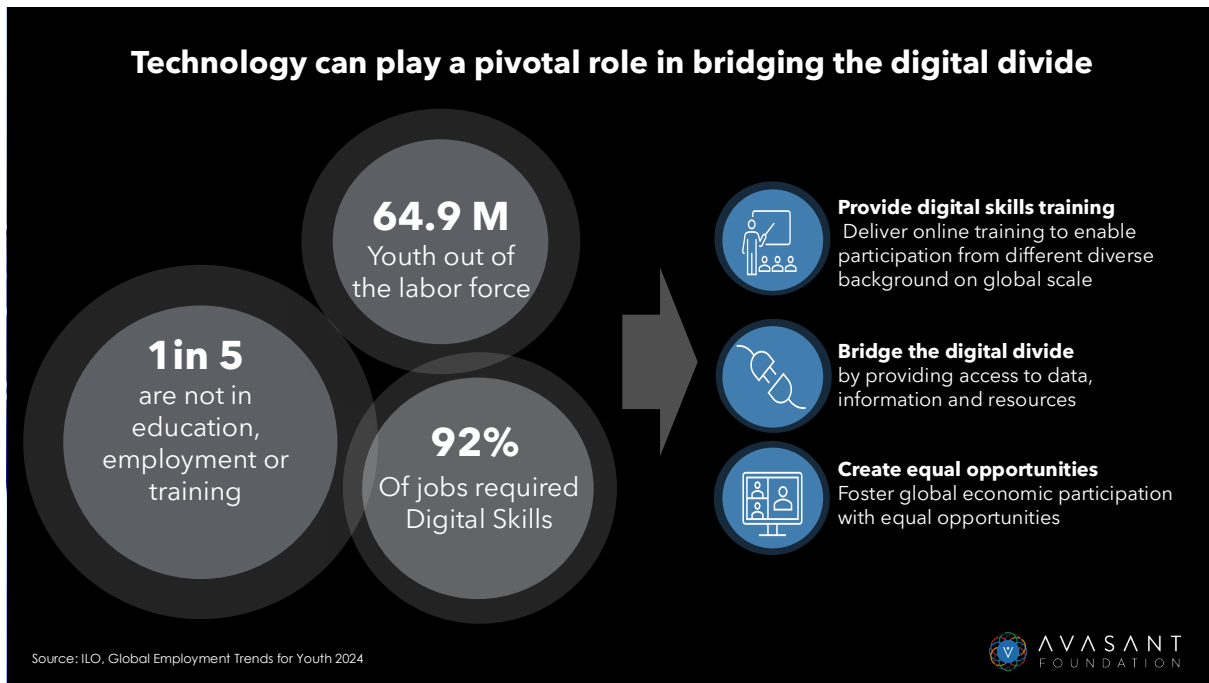 Technology can play a pivotal role in bridging the digital divide
64.9 M
Youth out of
the labor force
1in 5
are not in
education,
employment or
training
92%
Of jobs required
Digital Skills
Provide digital skills training
Deliver online training to enable
participation from different diverse
background on global scale
Bridge the digital divide
by providing access to data,
information and resources
Create equal opportunities
Foster global economic participation
with equal opportunities
Source: ILO, Global Employment Trends for Youth 2024
AVASANT
FOUNDATION